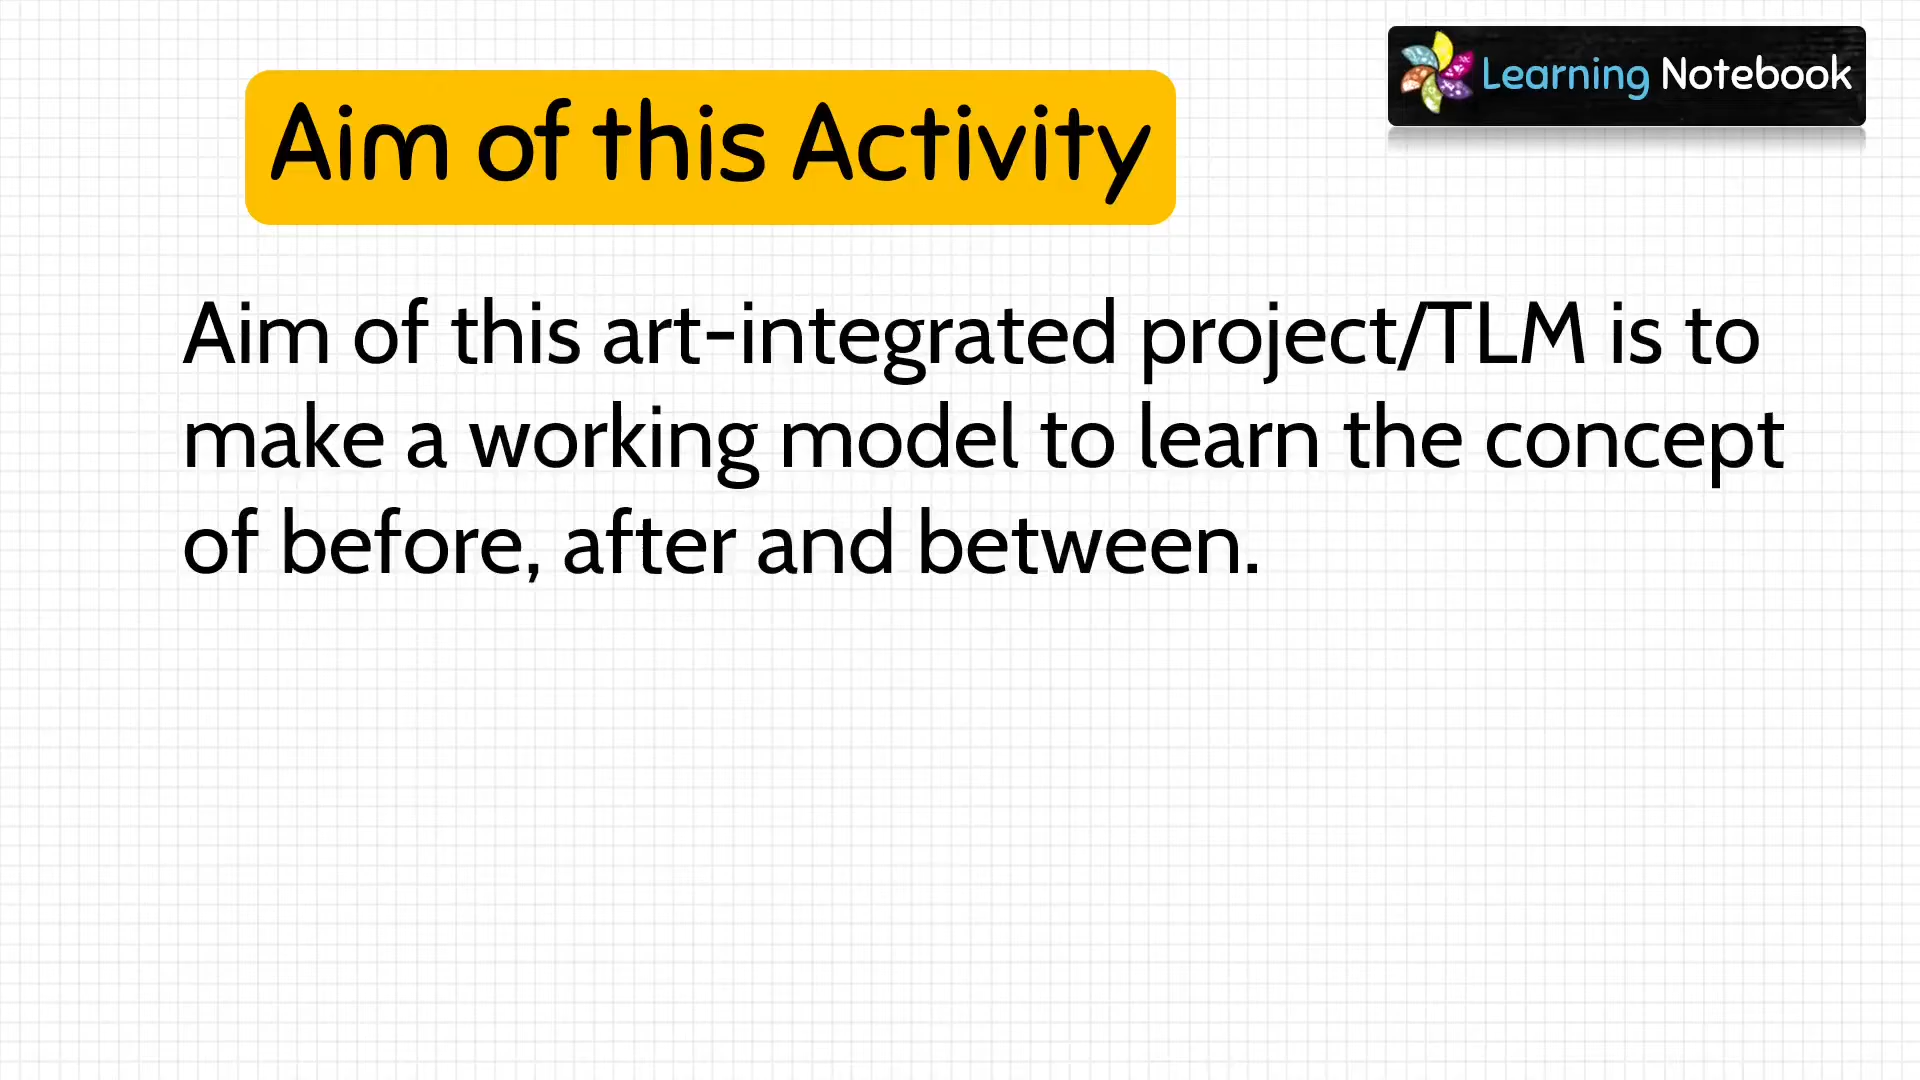 Learning Notebook
Aim of this Activity
Aim of this art-integrated project/TLM is to
make a working model to learn the concept
of before, after and between.